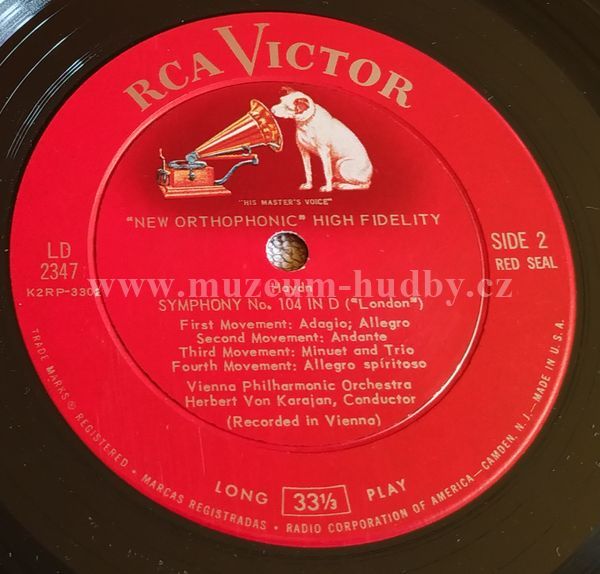 RCA VICTOR
"HIS MASTER'S VOICE"
"NEW ORTHOPHONIC" HIGH FIDELITY
LD
2347
SIDE 2
RED SEAL
www.muzeum-hudby.cz
Haydn
SYMPHONY No. 104 IN D ("London")
First Movement: Adagio; Allegro
Second Movement: Andante
Third Movement: Minuet and Trio
Fourth Movement: Allegro spíritoso
Vienna Philharmonic Orchestra
Herbert Von Karajan, Conductor
(Recorded in Vienna)
LONG 33⅓ PLAY
TRADE MARKS® REGISTERED • MARCAS REGISTRADAS • RADIO CORPORATION OF AMERICA—CAMDEN, N. J.—MADE IN U.S.A.